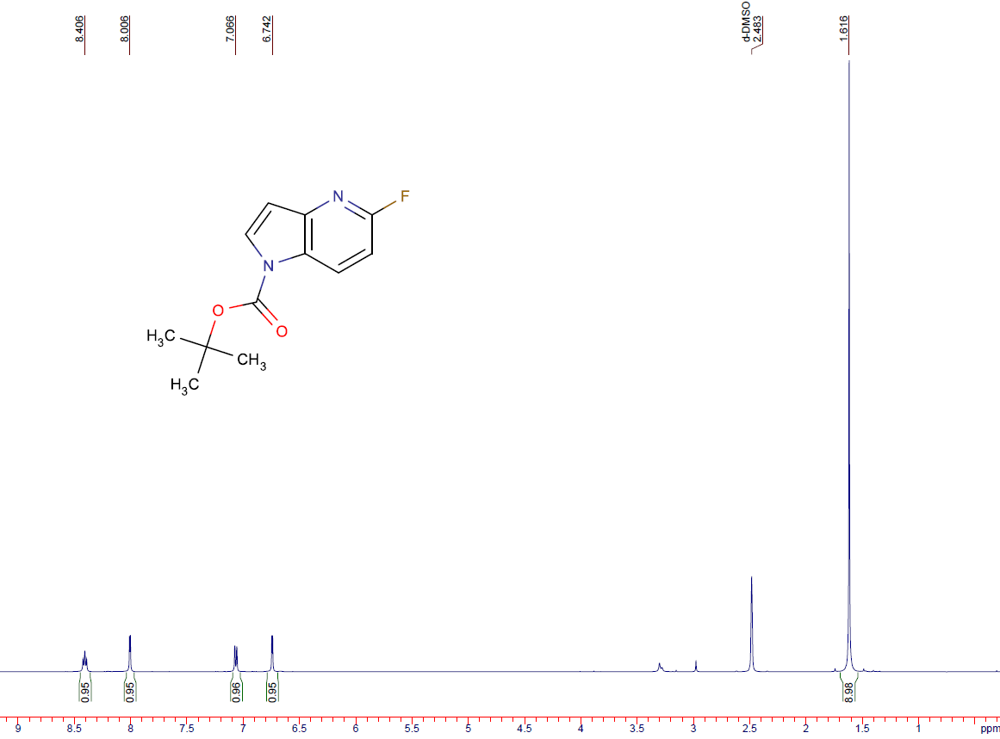 8.406
8.006
7.066
6.742
d-DMSO
2.483
1.616
N
F
N
O
O
H3C
CH3
H3C
0.95
0.95
0.96
0.95
8.98
9 8.5 8 7.5 7 6.5 6 5.5 5 4.5 4 3.5 3 2.5 2 1.5 1 ppm